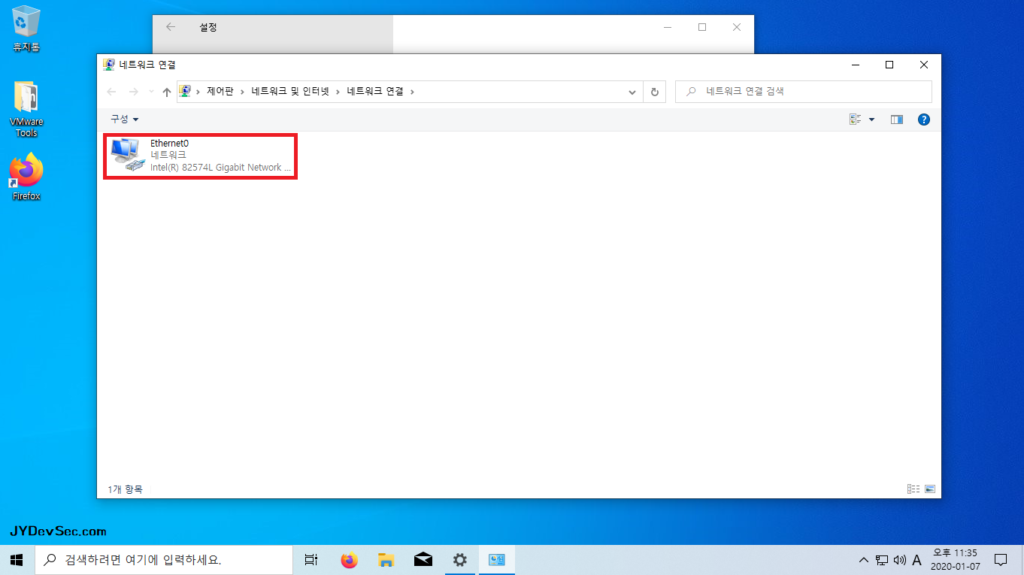 휴지통
VMware
Tools
Firefox
설정
네트워크 연결
제어판 › 네트워크 및 인터넷 › 네트워크 연결 ›
네트워크 연결 검색
구성
Ethernet0
네트워크
Intel(R) 82574L Gigabit Network ...
1개 항목
JYDevSec.com
검색하려면 여기에 입력하세요.
A
오후 11:35
2020-01-07